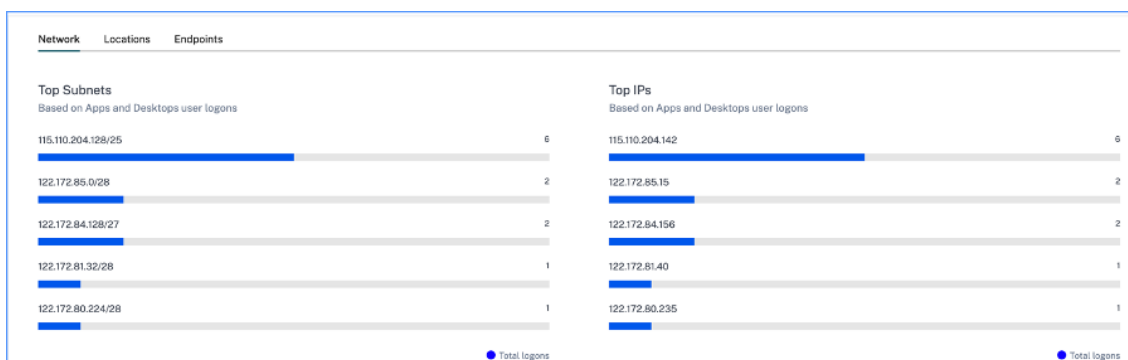 Network Locations Endpoints
Top Subnets
Based on Apps and Desktops user logons
115.110.204.128/25 6
122.172.85.0/28 2
122.172.84.128/27 2
122.172.81.32/28 1
122.172.80.224/28 1
Total logons
Top IPs
Based on Apps and Desktops user logons
115.110.204.142 6
122.172.85.15 2
122.172.84.156 2
122.172.81.40 1
122.172.80.235 1
Total logons